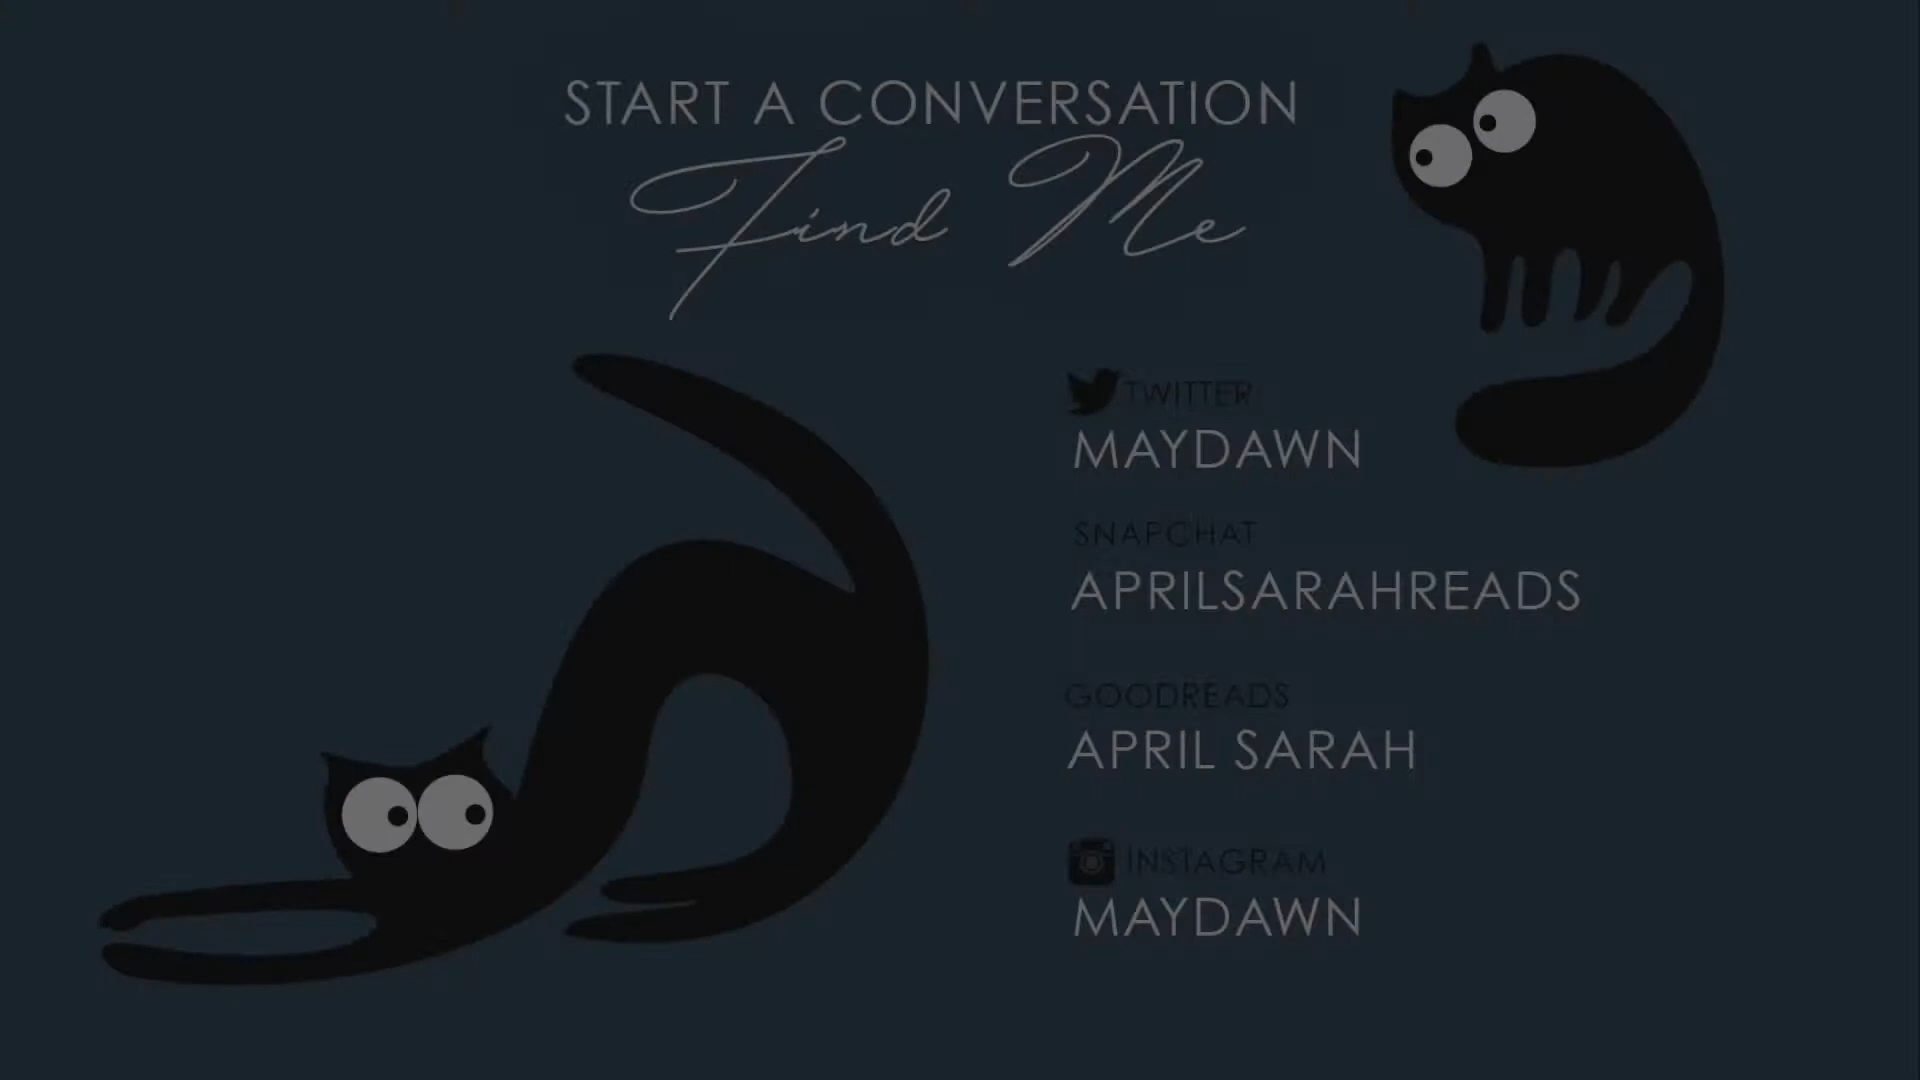 START A CONVERSATION
Find Me
TWITTER
MAYDAWN
SNAPCHAT
APRILSARAHREADS
GOODREADS
APRIL SARAH
INSTAGRAM
MAYDAWN